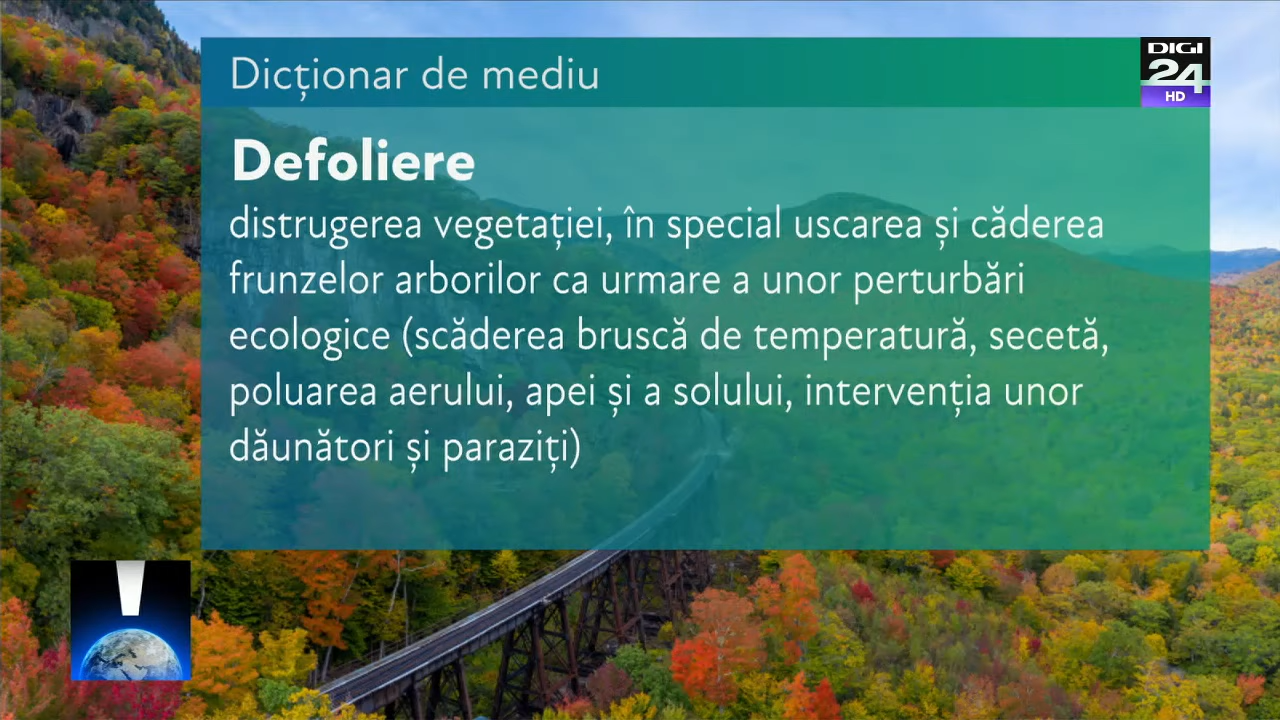 Dicționar de mediu
DIGI
24
HD
Defoliere
distrugerea vegetației, în special uscarea și căderea
frunzelor arborilor ca urmare a unor perturbări
ecologice (scăderea bruscă de temperatură, secetă,
poluarea aerului, apei și a solului, intervenția unor
dăunători și paraziți)